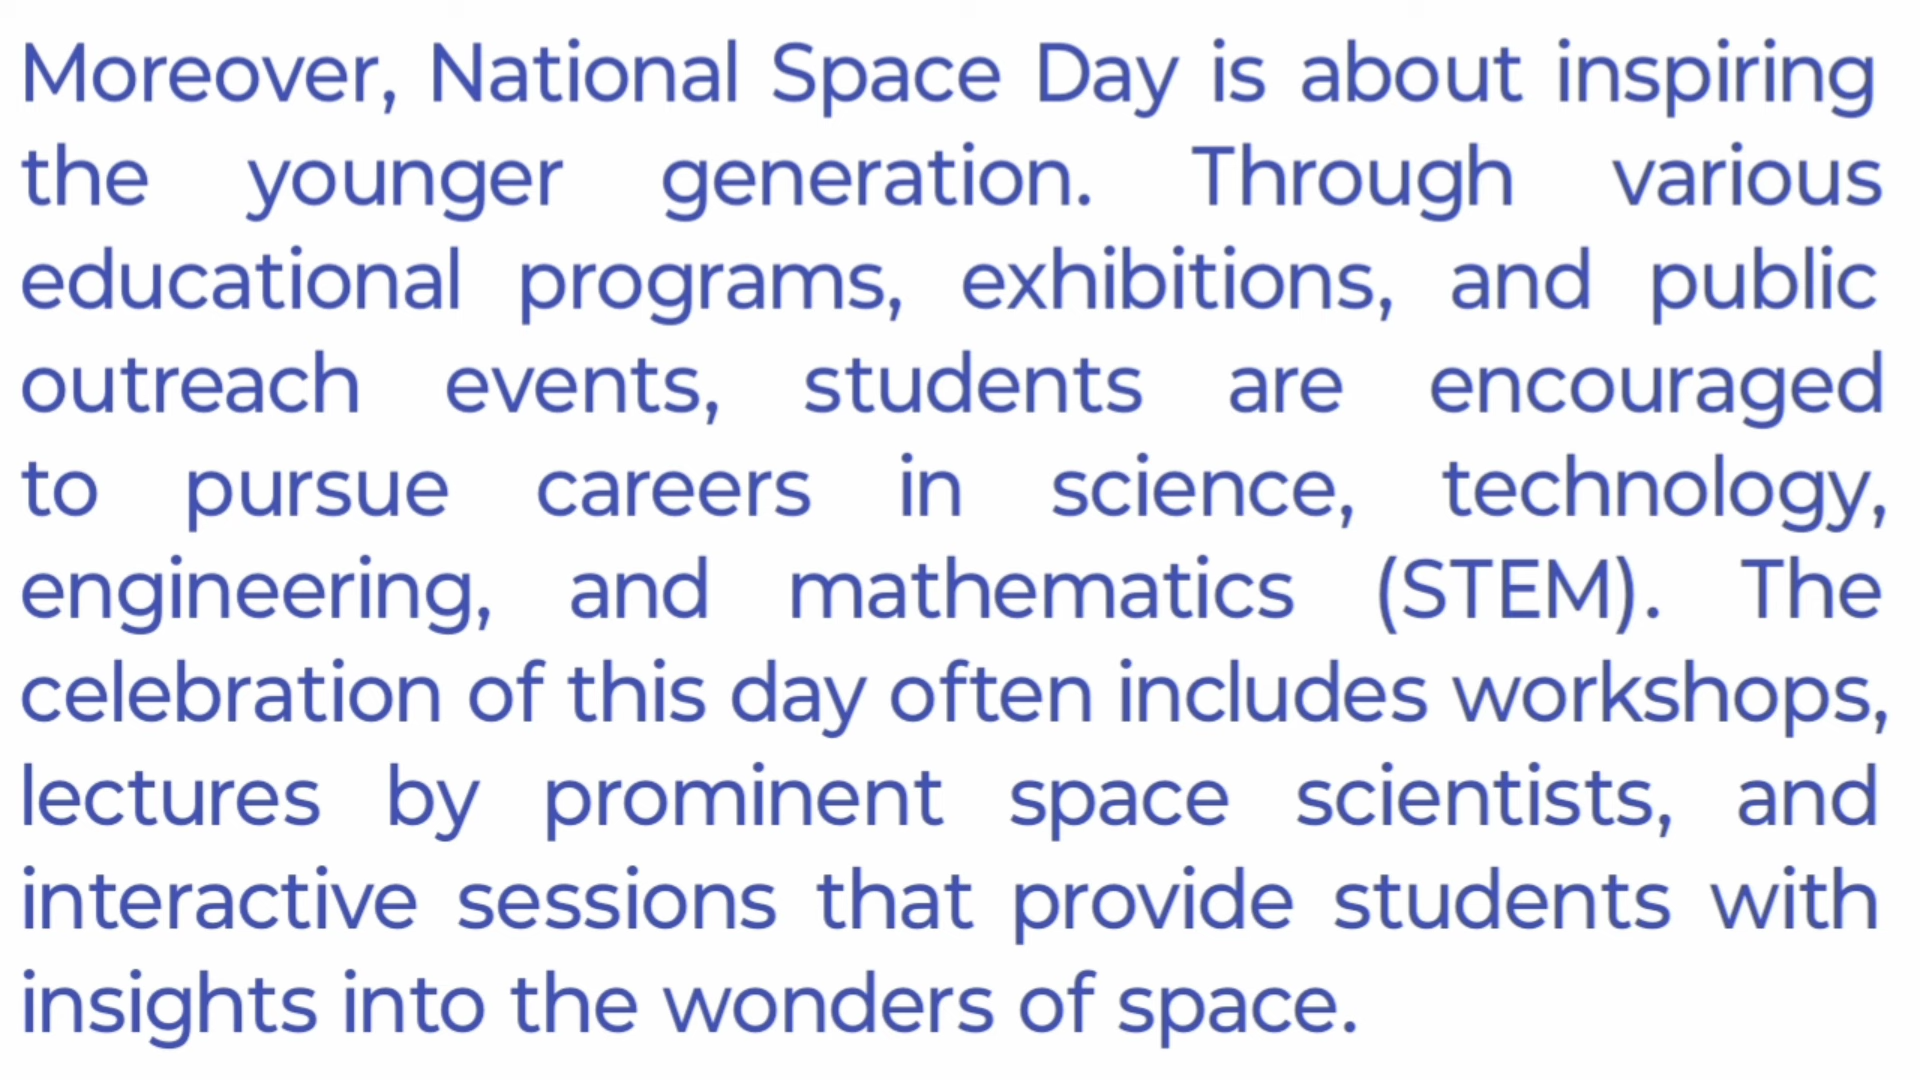 Moreover, National Space Day is about inspiring
the younger generation. Through various
educational programs, exhibitions, and public
outreach events, students are encouraged
to pursue careers in science, technology,
engineering, and mathematics (STEM). The
celebration of this day often includes workshops,
lectures by prominent space scientists, and
interactive sessions that provide students with
insights into the wonders of space.